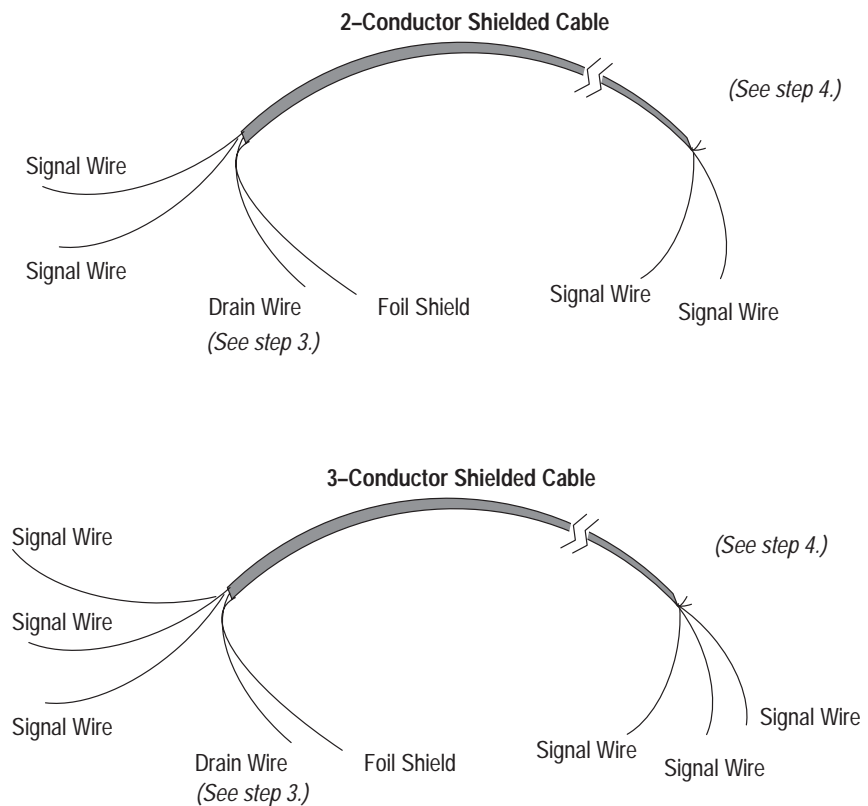 2–Conductor Shielded Cable
(See step 4.)
Signal Wire
Signal Wire
Drain Wire
(See step 3.)
Foil Shield
Signal Wire
Signal Wire
3–Conductor Shielded Cable
Signal Wire
(See step 4.)
Signal Wire
Signal Wire
Drain Wire
(See step 3.)
Foil Shield
Signal Wire
Signal Wire
Signal Wire